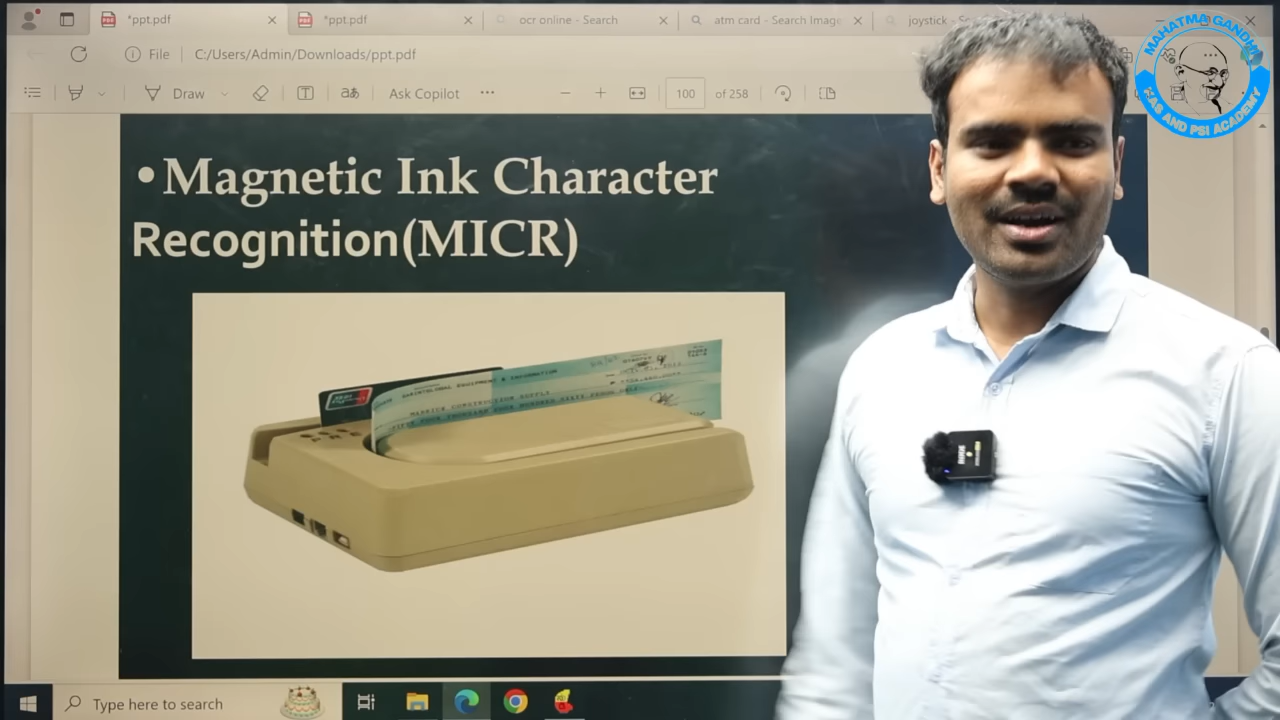 *ppt.pdf
*ppt.pdf
ocr online - Search
atm card - Search Image
joystick - Se
File
C:/Users/Admin/Downloads/ppt.pdf
Draw
Ask Copilot
100
of 258
MAHATMA GANDHI
KAS AND PSI ACADEMY
•Magnetic Ink Character
Recognition(MICR)
Type here to search